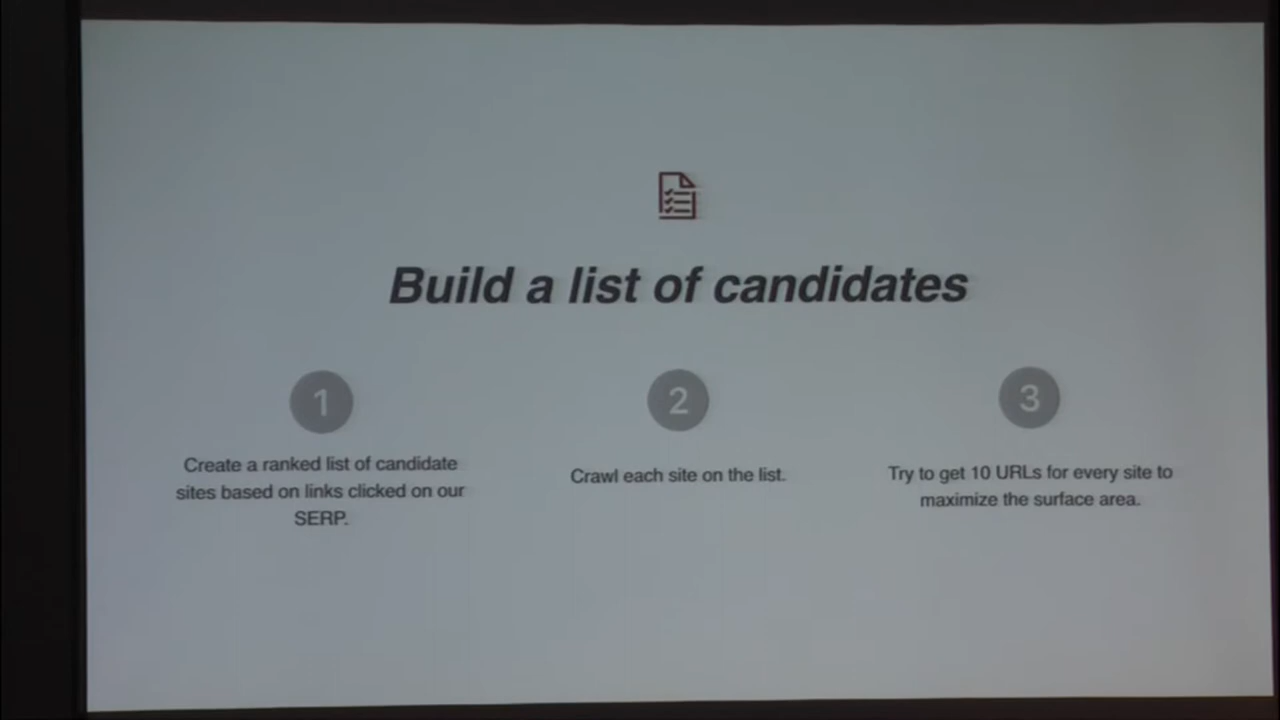 Build a list of candidates
1
Create a ranked list of candidate
sites based on links clicked on our
SERP.
2
Crawl each site on the list.
3
Try to get 10 URLs for every site to
maximize the surface area.